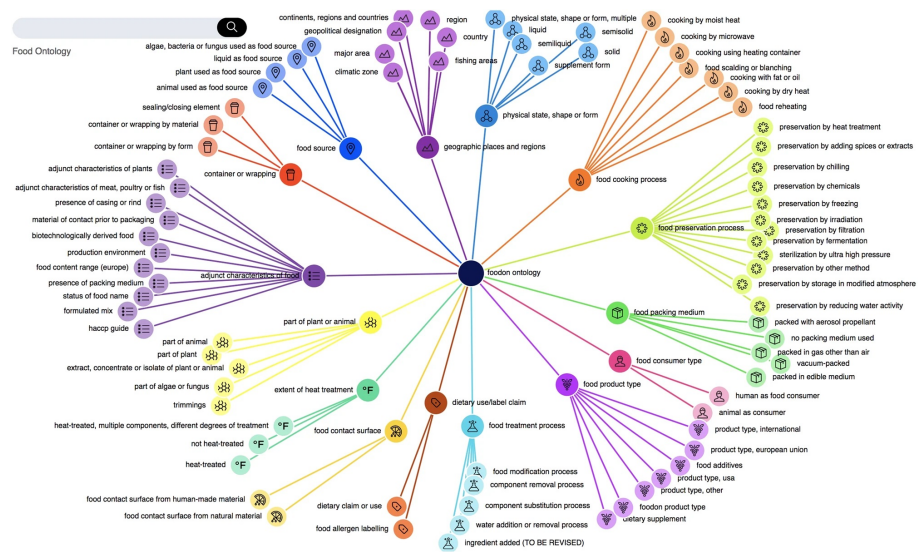 Food Ontology
continents, regions and countries
geopolitical designation
major area
climatic zone
region
country
fishing areas
geographic places and regions
physical state, shape or form, multiple
liquid
semiliquid
semisolid
solid
supplement form
physical state, shape or form
cooking by moist heat
cooking by microwave
cooking using heating container
food scalding or blanching
cooking with fat or oil
cooking by dry heat
food reheating
food cooking process
algae, bacteria or fungus used as food source
liquid as food source
plant used as food source
animal used as food source
food source
sealing/closing element
container or wrapping by material
container or wrapping by form
container or wrapping
preservation by heat treatment
preservation by adding spices or extracts
preservation by chilling
preservation by chemicals
preservation by freezing
preservation by irradiation
preservation by filtration
preservation by fermentation
sterilization by ultra high pressure
preservation by other method
preservation by storage in modified atmosphere
preservation by reducing water activity
food preservation process
adjunct characteristics of plants
adjunct characteristics of meat, poultry or fish
presence of casing or rind
material of contact prior to packaging
biotechnologically derived food
production environment
food content range (europe)
presence of packing medium
status of food name
formulated mix
haccp guide
adjunct characteristics of food
foodon ontology
food packing medium
packed with aerosol propellant
no packing medium used
packed in gas other than air
vacuum-packed
packed in edible medium
part of plant or animal
part of animal
part of plant
extract, concentrate or isolate of plant or animal
part of algae or fungus
trimmings
food consumer type
human as food consumer
animal as consumer
extent of heat treatment
°F
heat-treated, multiple components, different degrees of treatment
°F
not heat-treated
°F
heat-treated
°F
food product type
product type, international
product type, european union
food additives
product type, usa
product type, other
foodon product type
dietary supplement
dietary use/label claim
dietary claim or use
food allergen labelling
food contact surface
food contact surface from human-made material
food contact surface from natural material
food treatment process
food modification process
component removal process
component substitution process
water addition or removal process
ingredient added (TO BE REVISED)